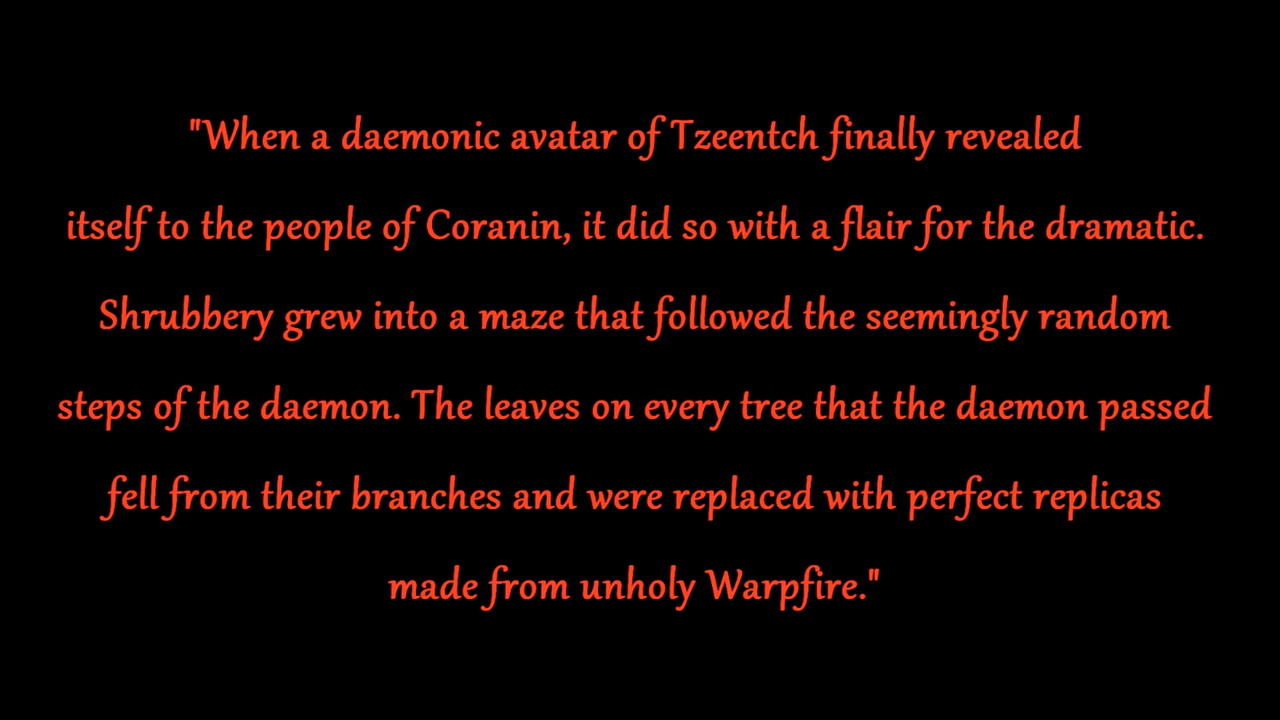 "When a daemonic avatar of Tzeentch finally revealed
itself to the people of Coranin, it did so with a flair for the dramatic.
Shrubbery grew into a maze that followed the seemingly random
steps of the daemon. The leaves on every tree that the daemon passed
fell from their branches and were replaced with perfect replicas
made from unholy Warpfire."